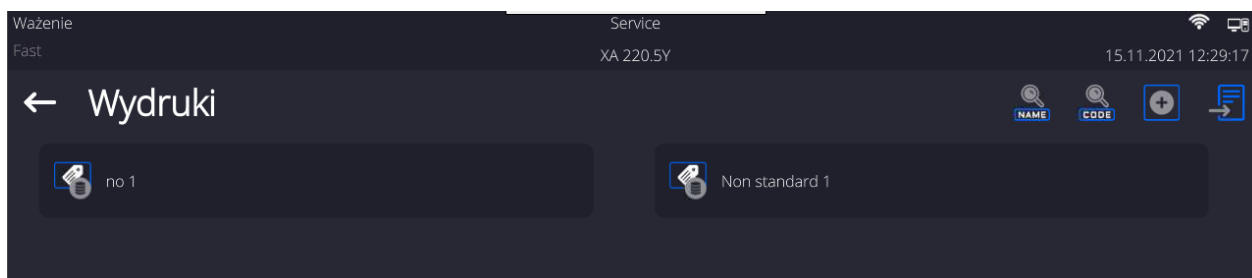 Ważenie Service
Fast XA 220.5Y 15.11.2021 12:29:17
Wydruki NAME CODE
no 1 Non standard 1